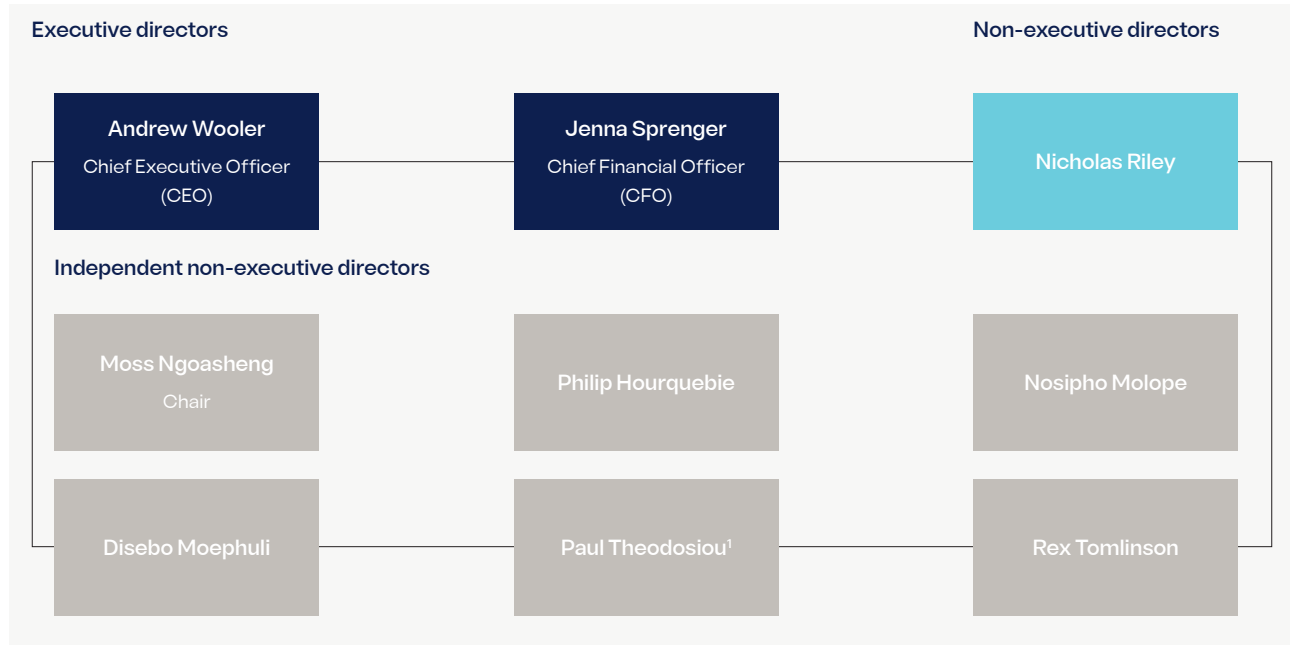 Executive directors
Non-executive directors
Andrew Wooler
Chief Executive Officer
(CEO)
Jenna Sprenger
Chief Financial Officer
(CFO)
Nicholas Riley
Independent non-executive directors
Moss Ngoasheng
Chair
Philip Hourquebie
Nosipho Molope
Disebo Moephuli
Paul Theodosiou¹
Rex Tomlinson